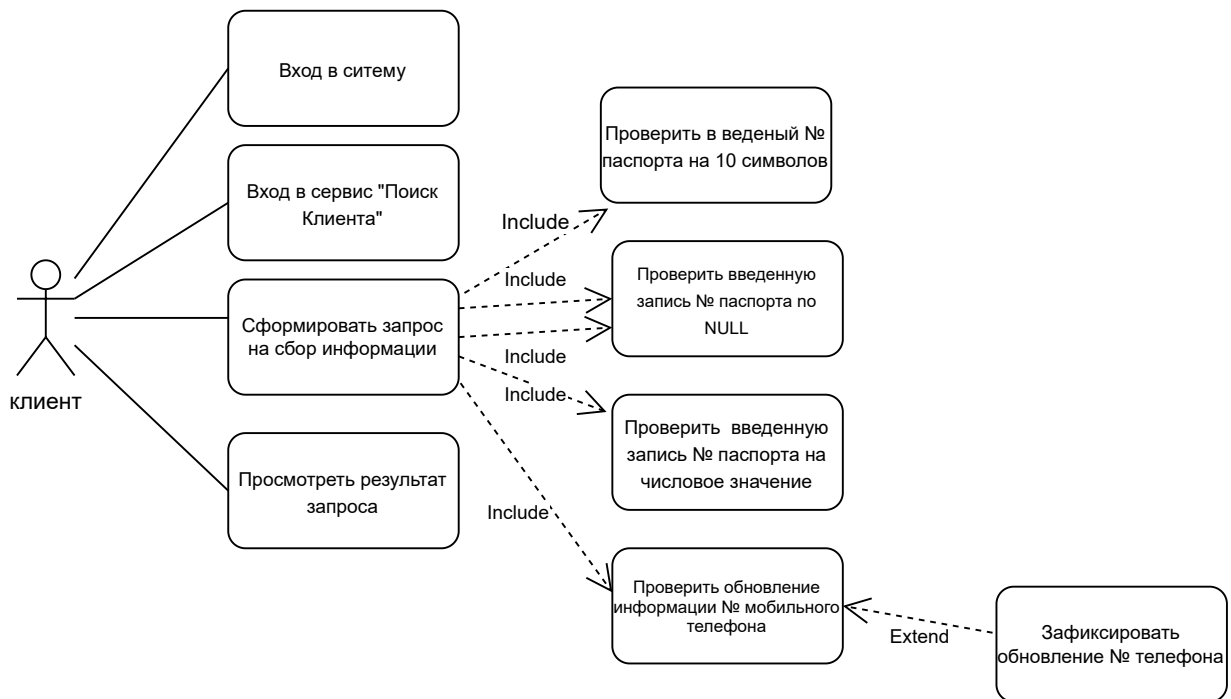 Вход в ситему
Проверить в веденый №
паспорта на 10 символов
Вход в сервис "Поиск
Клиента"
Include
Include
Проверить введенную
запись № паспорта no
NULL
Сформировать запрос
на сбор информации
Include
Include
клиент
Проверить введенную
запись № паспорта на
числовое значение
Просмотреть результат
запроса
Include
Проверить обновление
информации № мобильного
телефона
Extend
Зафиксировать
обновление № телефона